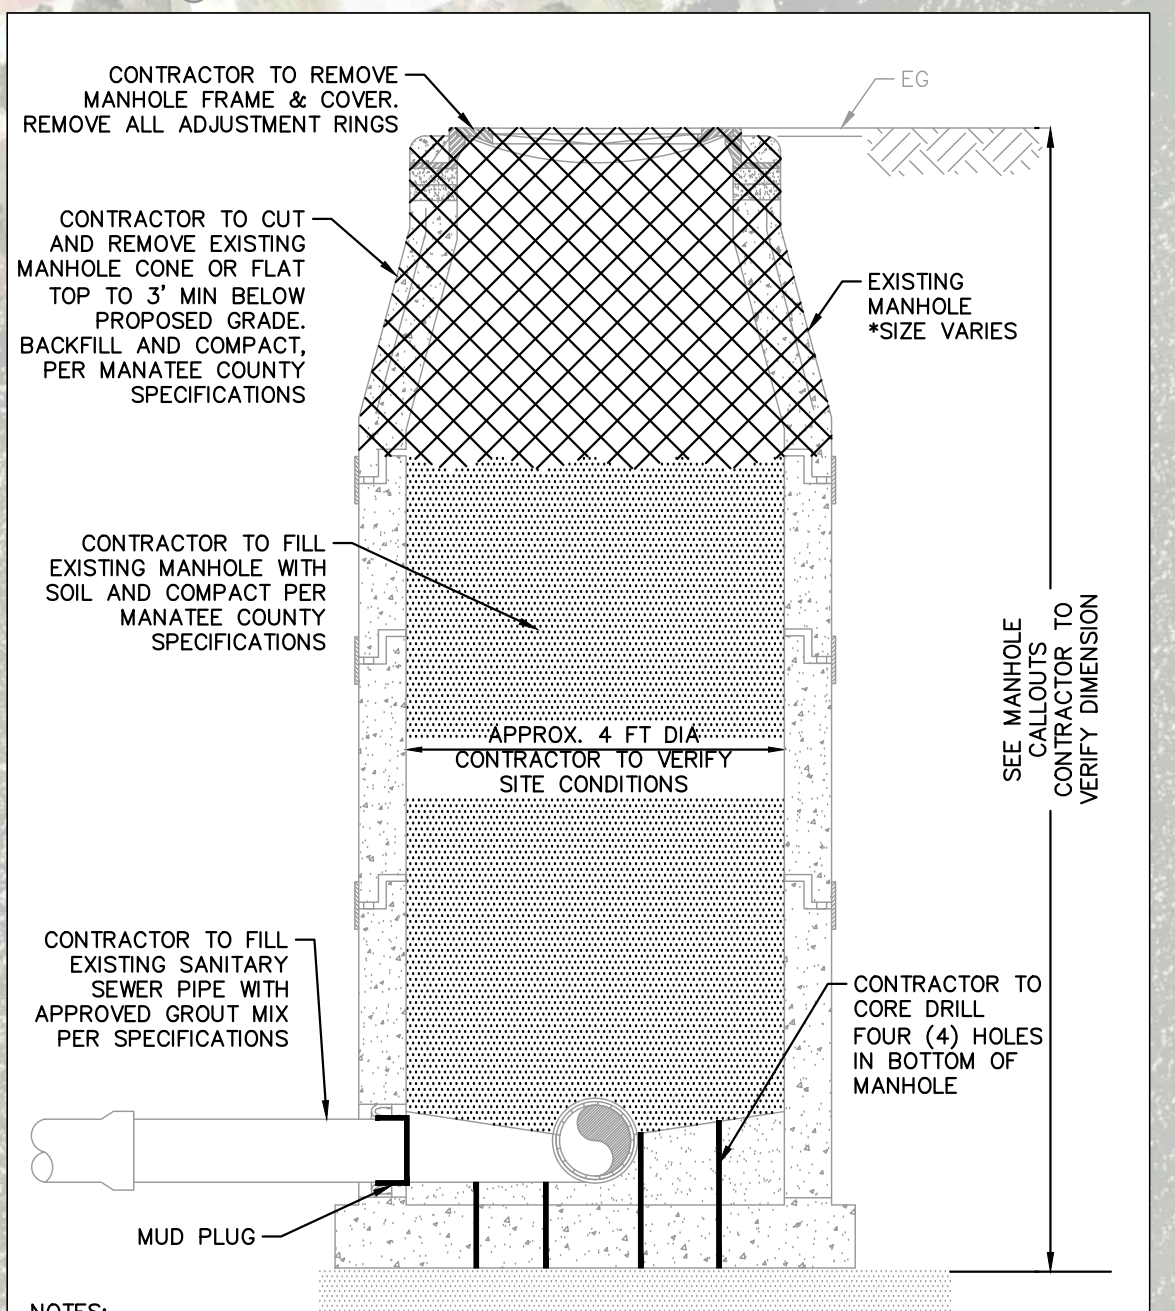 CONTRACTOR TO REMOVE
MANHOLE FRAME & COVER.
REMOVE ALL ADJUSTMENT RINGS
EG
CONTRACTOR TO CUT
AND REMOVE EXISTING
MANHOLE CONE OR FLAT
TOP TO 3' MIN BELOW
PROPOSED GRADE.
BACKFILL AND COMPACT,
PER MANATEE COUNTY
SPECIFICATIONS
EXISTING
MANHOLE
*SIZE VARIES
CONTRACTOR TO FILL
EXISTING MANHOLE WITH
SOIL AND COMPACT PER
MANATEE COUNTY
SPECIFICATIONS
SEE MANHOLE
CALLOUTS
CONTRACTOR TO
VERIFY DIMENSION
APPROX. 4 FT DIA
CONTRACTOR TO VERIFY
SITE CONDITIONS
CONTRACTOR TO FILL
EXISTING SANITARY
SEWER PIPE WITH
APPROVED GROUT MIX
PER SPECIFICATIONS
CONTRACTOR TO
CORE DRILL
FOUR (4) HOLES
IN BOTTOM OF
MANHOLE
MUD PLUG
NOTES: